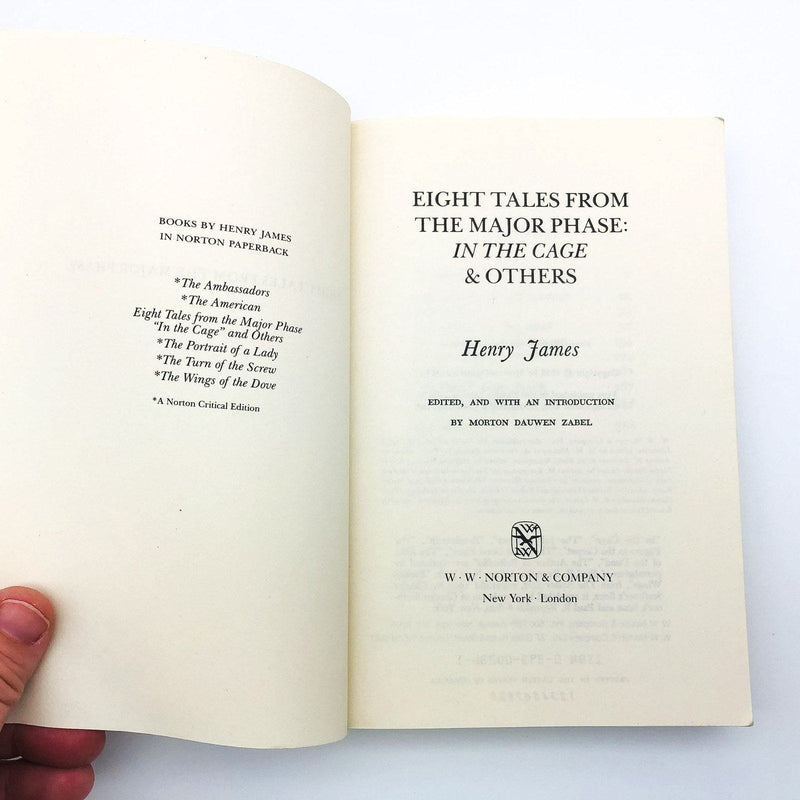 BOOKS BY HENRY JAMES
IN NORTON PAPERBACK
*The Ambassadors
*The American
Eight Tales from the Major Phase
"In the Cage" and Others
*The Portrait of a Lady
*The Turn of the Screw
*The Wings of the Dove
*A Norton Critical Edition
EIGHT TALES FROM
THE MAJOR PHASE:
IN THE CAGE
& OTHERS
Henry James
EDITED, AND WITH AN INTRODUCTION
BY MORTON DAUWEN ZABEL
W · W · NORTON & COMPANY
New York · London